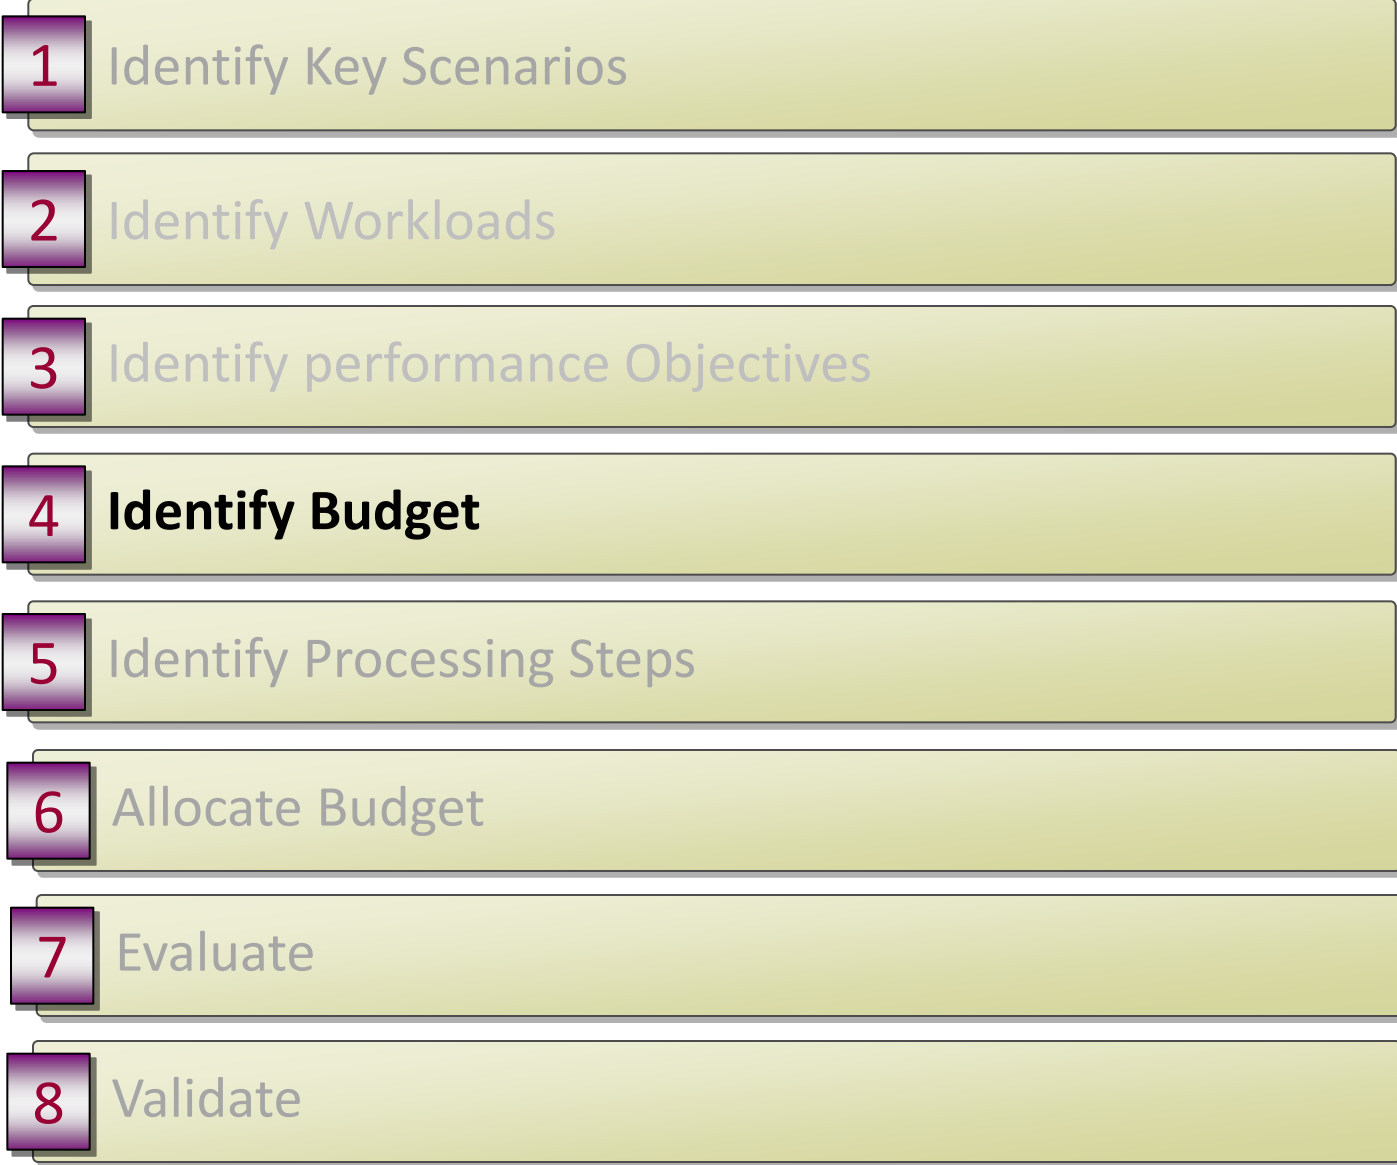 1 Identify Key Scenarios
2 Identify Workloads
3 Identify performance Objectives
4 Identify Budget
5 Identify Processing Steps
6 Allocate Budget
7 Evaluate
8 Validate